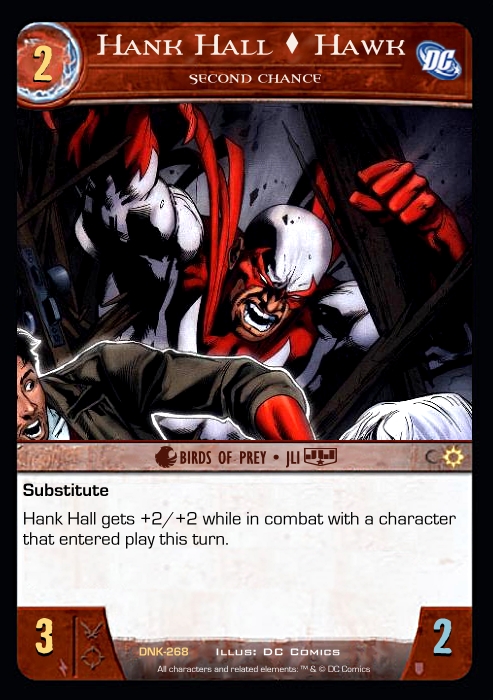 2
HANK HALL ♦ HAWK
DC
SECOND CHANCE
BIRDS OF PREY • JLI
C
Substitute
Hank Hall gets +2/+2 while in combat with a character
that entered play this turn.
3
2
DNK-268 ILLUS: DC COMICS
All characters and related elements: ™ & © DC Comics